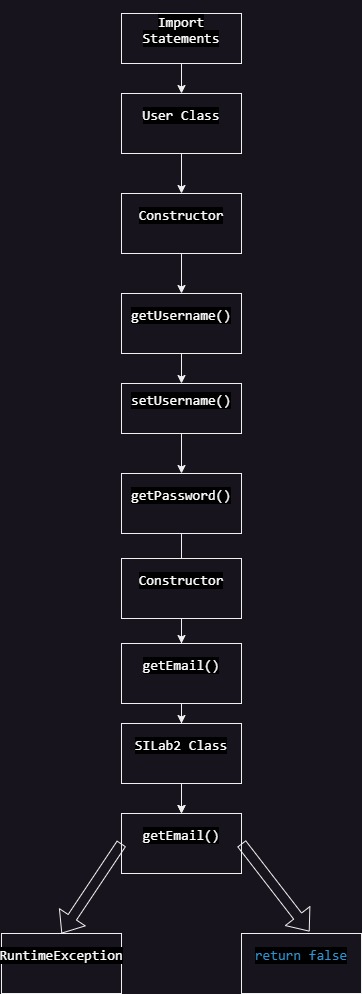 Import
Statements
User Class
Constructor
getUsername()
setUsername()
getPassword()
Constructor
getEmail()
SILab2 Class
getEmail()
RuntimeException
return false